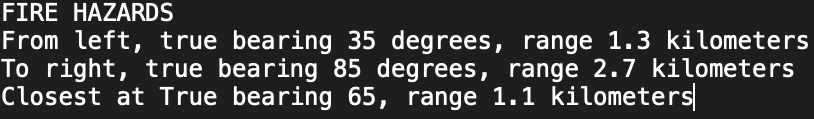 FIRE HAZARDS
From left, true bearing 35 degrees, range 1.3 kilometers
To right, true bearing 85 degrees, range 2.7 kilometers
Closest at True bearing 65, range 1.1 kilometers